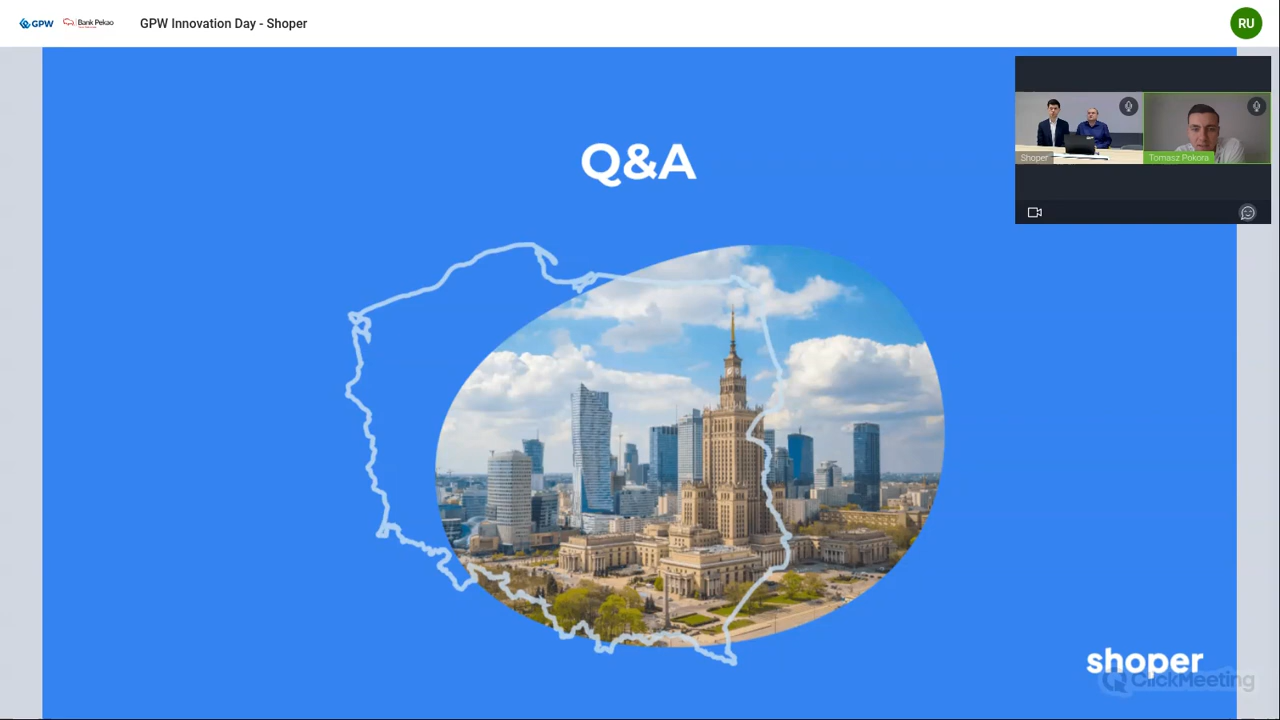 GPW
Bank Pekao
GPW Innovation Day - Shoper
RU
Shoper
Tomasz Pokora
Q&A
shoper
ClickMeeting